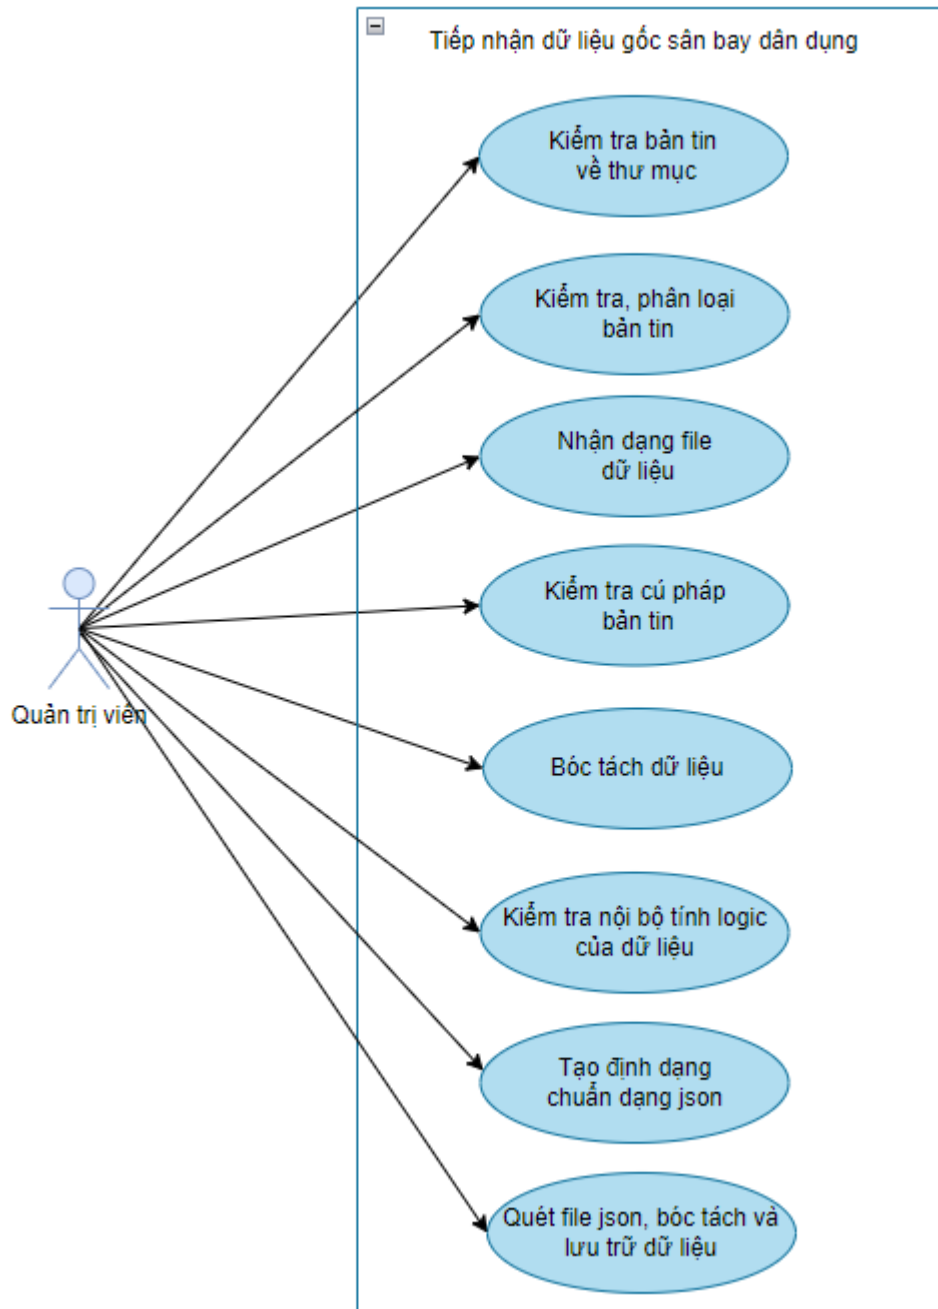 Tiếp nhận dữ liệu gốc sân bay dân dụng
Kiểm tra bản tin
về thư mục
Kiểm tra, phân loại
bản tin
Nhận dạng file
dữ liệu
Kiểm tra cú pháp
bản tin
Quản trị viên
Bóc tách dữ liệu
Kiểm tra nội bộ tính logic
của dữ liệu
Tạo định dạng
chuẩn dạng json
Quét file json, bóc tách và
lưu trữ dữ liệu